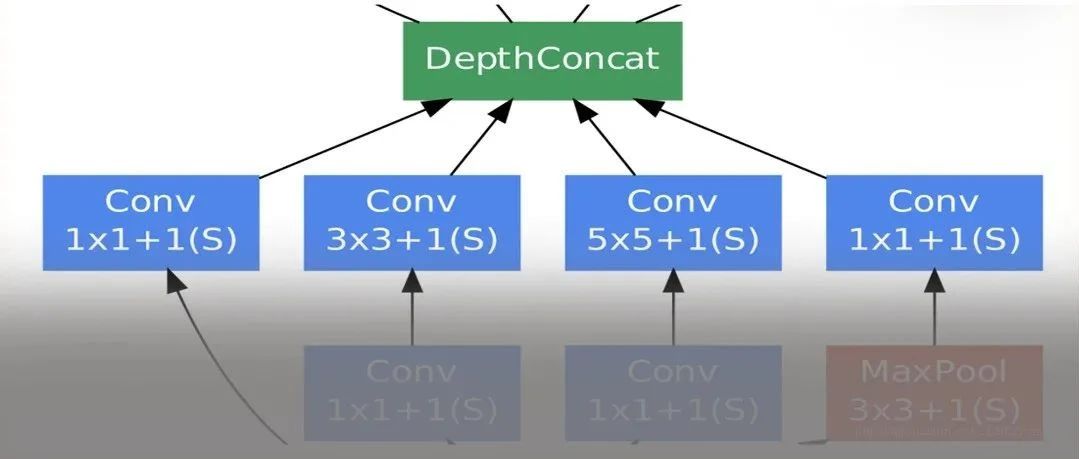 DepthConcat
Conv
1x1+1(S)
Conv
3x3+1(S)
Conv
5x5+1(S)
Conv
1x1+1(S)
Conv
1x1+1(S)
Conv
1x1+1(S)
MaxPool
3x3+1(S)